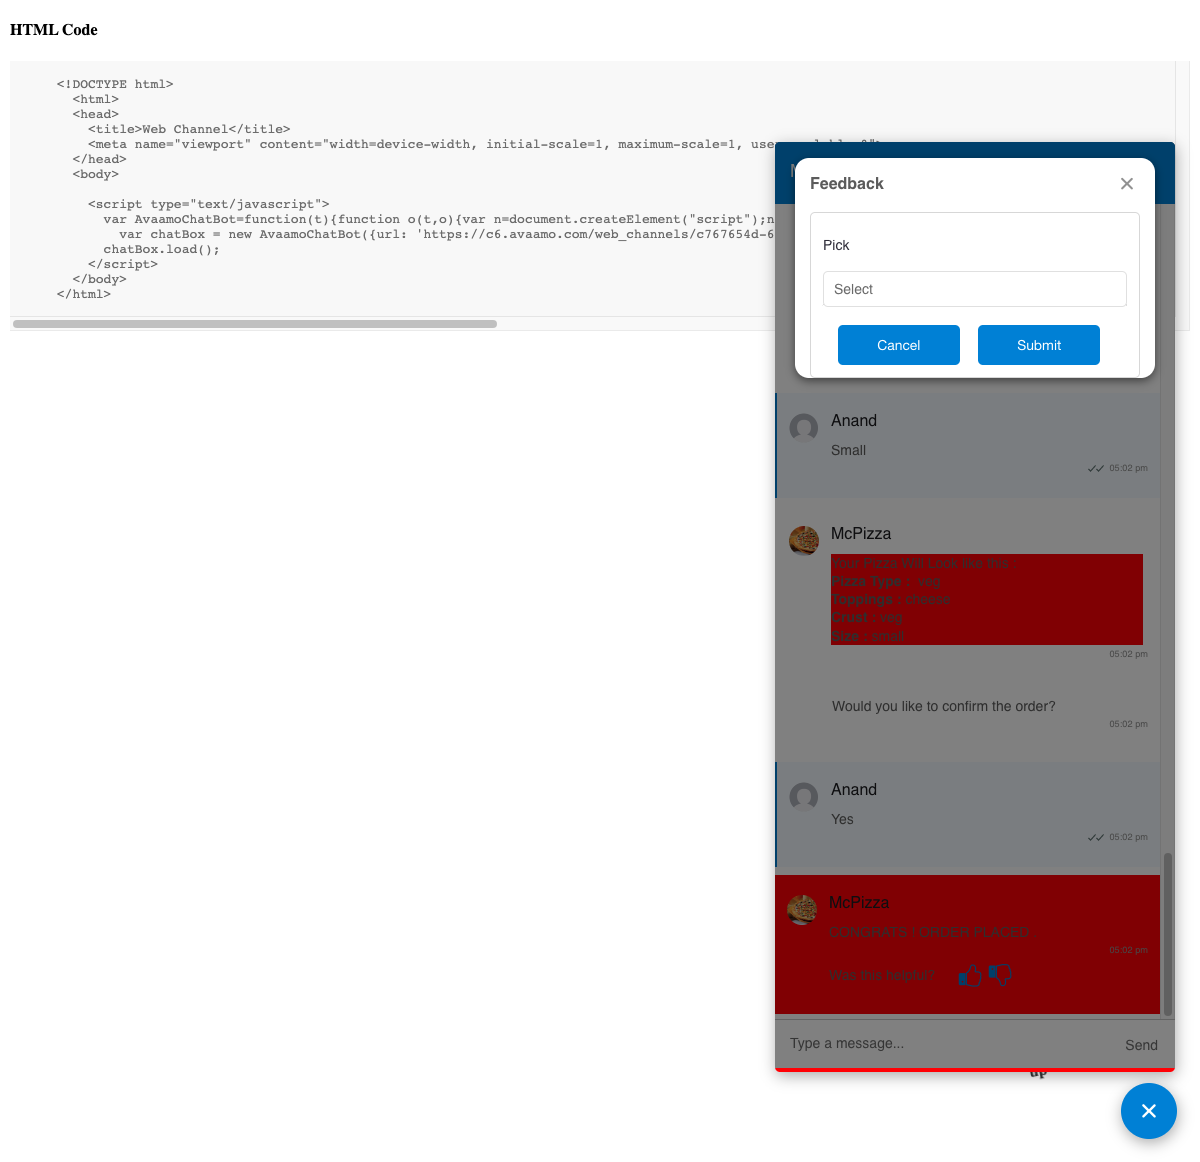 HTML Code
<!DOCTYPE html>
<html>
<head>
<title>Web Channel</title>
<meta name="viewport" content="width=device-width, initial-scale=1, maximum-scale=1,
</head>
<body>
<script type="text/javascript">
var AvaamoChatBot=function(t){function o(t,o){var n=document.createElement("script");n
var chatBox = new AvaamoChatBot({url: 'https://c6.avaamo.com/web_channels/c767654d-6
chatBox.load();
</script>
</body>
</html>
Feedback
Pick
Select
Cancel Submit
Anand
Small
05:02 pm
McPizza
Your Pizza Will Look like this :
Pizza Type : veg
Toppings : cheese
Crust : veg
Size : small
05:02 pm
Would you like to confirm the order?
05:02 pm
Anand
Yes
05:02 pm
McPizza
CONGRATS - ORDER PLACED
05:02 pm
Was this helpful?
Type a message...
Send
up